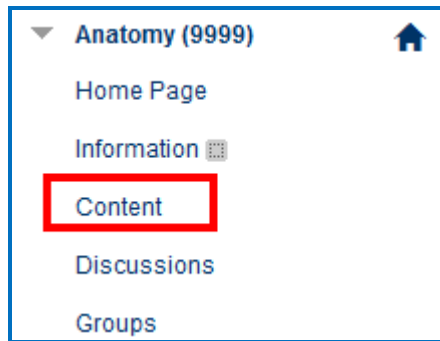 Anatomy (9999)
Home Page
Information
Content
Discussions
Groups